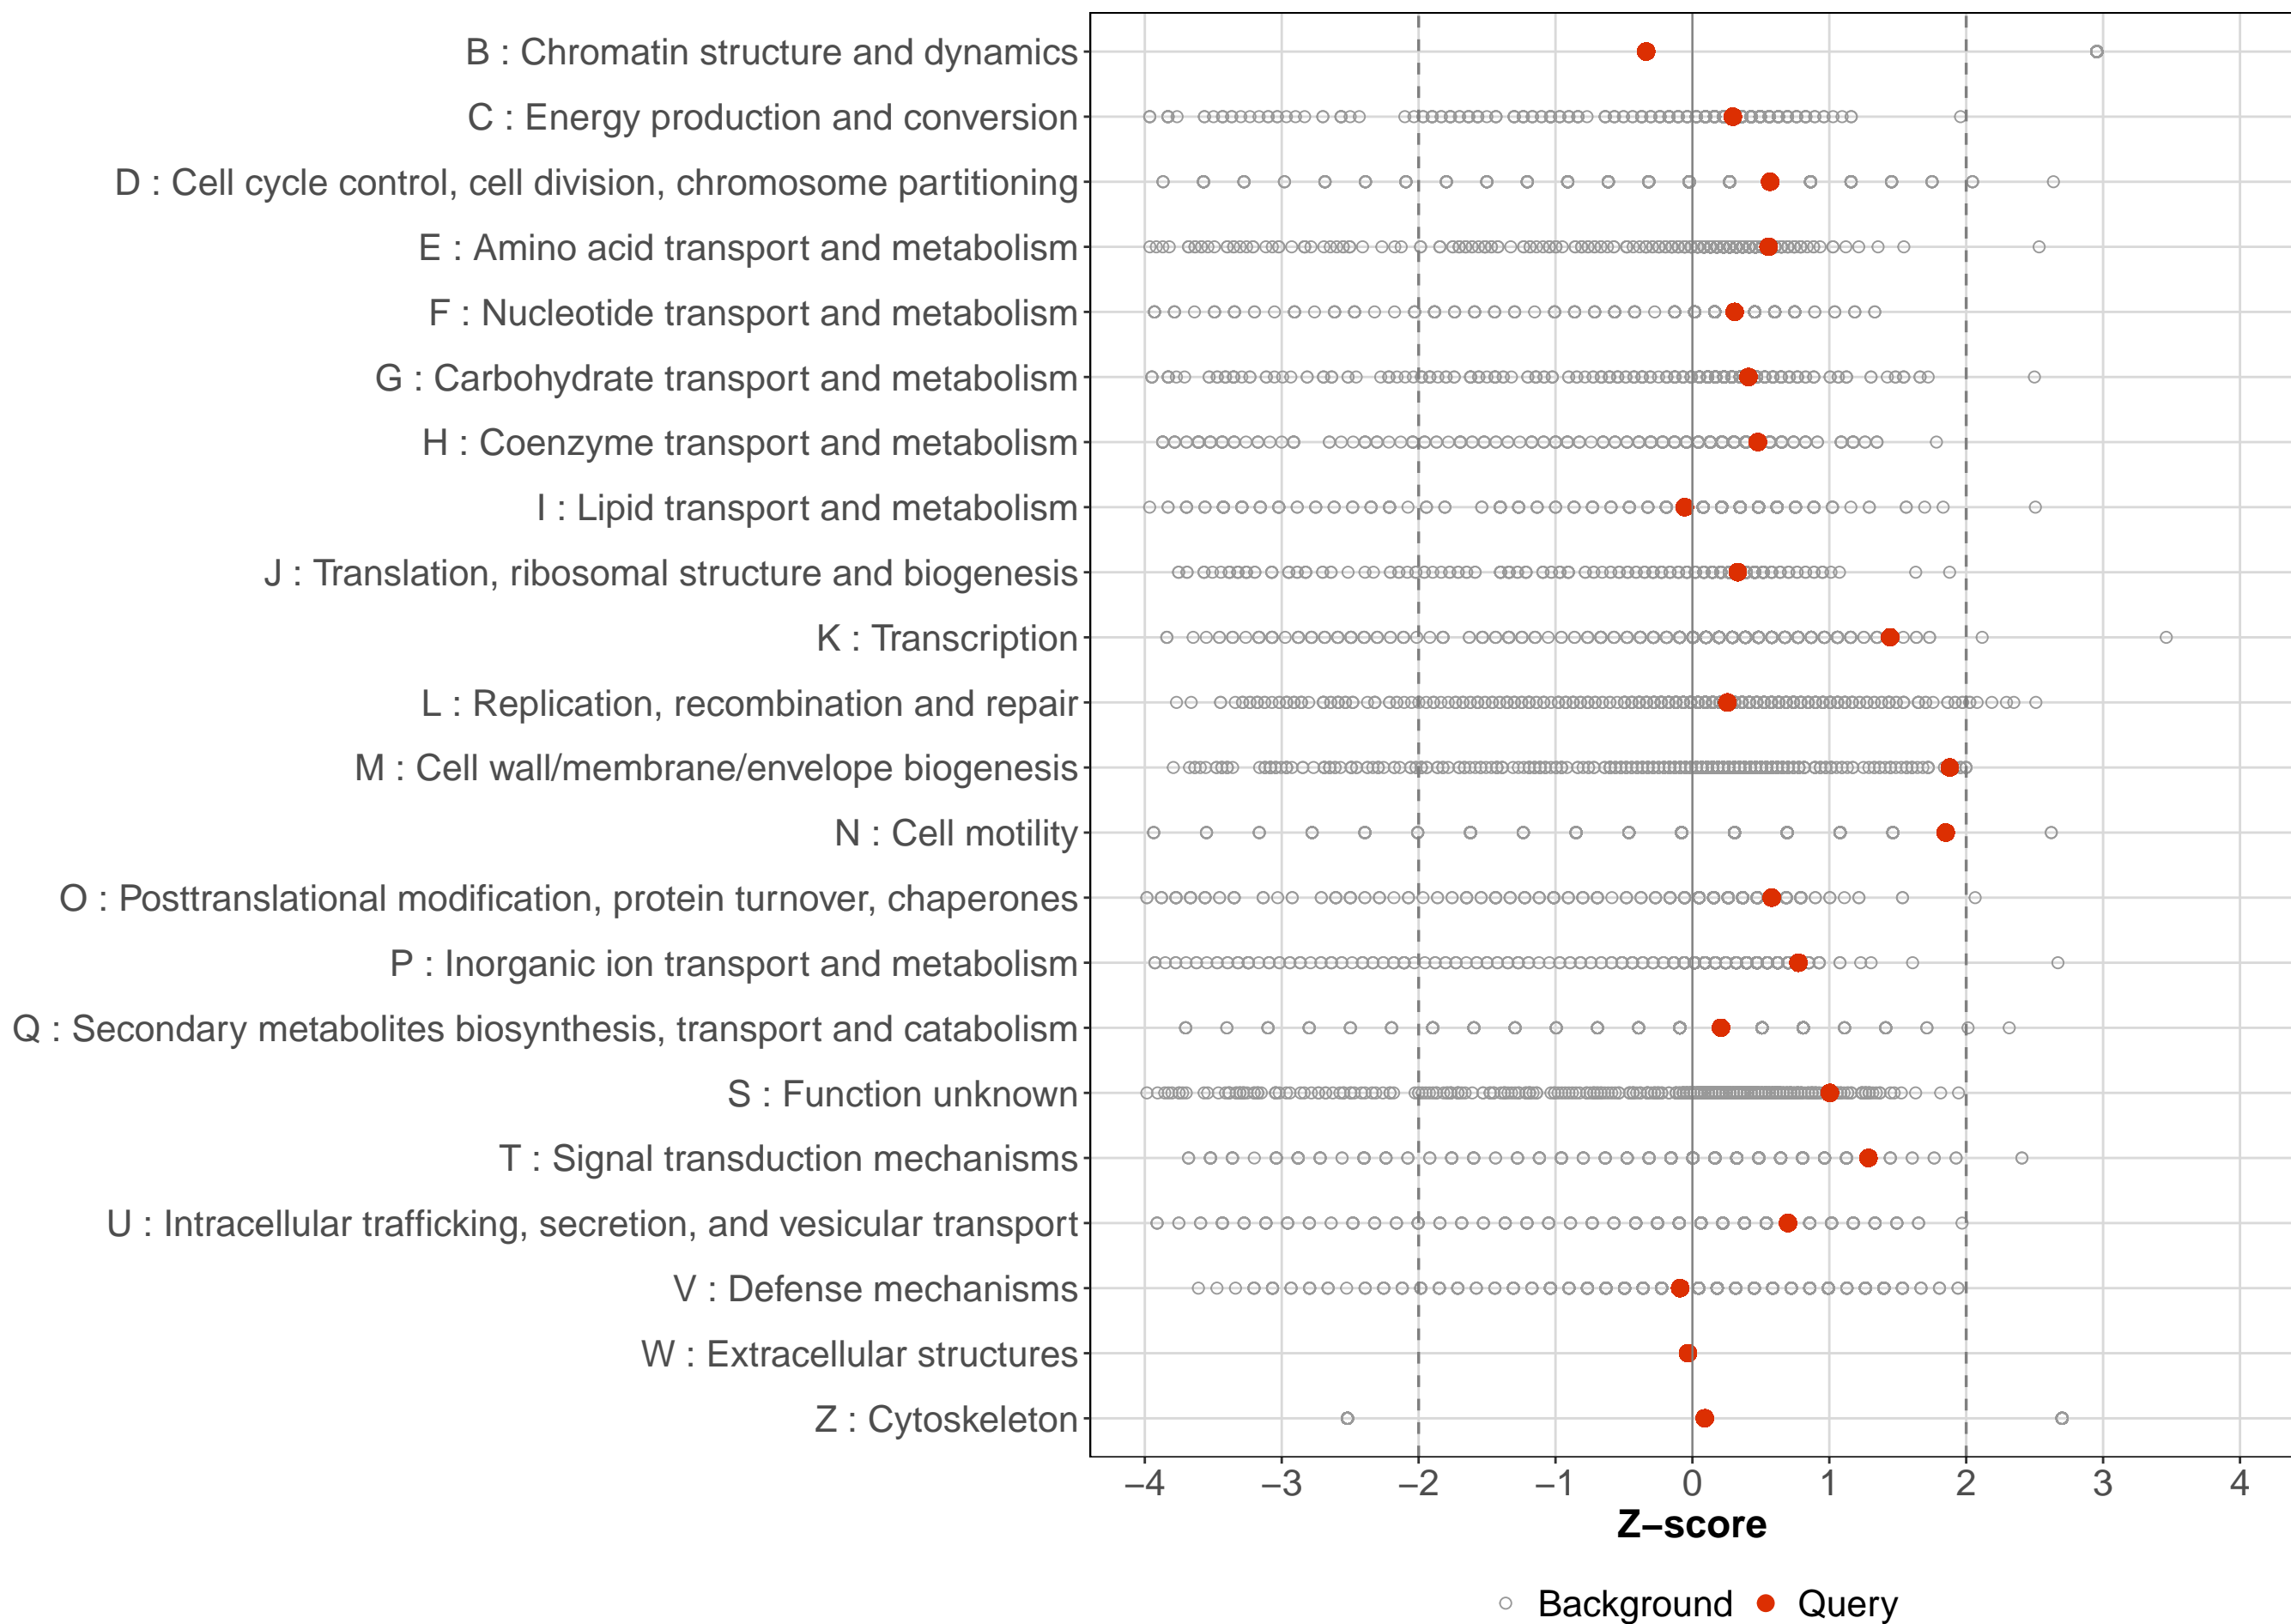 B : Chromatin structure and dynamics
C : Energy production and conversion
D : Cell cycle control, cell division, chromosome partitioning
E : Amino acid transport and metabolism
F : Nucleotide transport and metabolism
G : Carbohydrate transport and metabolism
H : Coenzyme transport and metabolism
I : Lipid transport and metabolism
J : Translation, ribosomal structure and biogenesis
K : Transcription
L : Replication, recombination and repair
M : Cell wall/membrane/envelope biogenesis
N : Cell motility
O : Posttranslational modification, protein turnover, chaperones
P : Inorganic ion transport and metabolism
Q : Secondary metabolites biosynthesis, transport and catabolism
S : Function unknown
T : Signal transduction mechanisms
U : Intracellular trafficking, secretion, and vesicular transport
V : Defense mechanisms
W : Extracellular structures
Z : Cytoskeleton
−4 −3 −2 −1 0 1 2 3 4
Z−score
Background Query